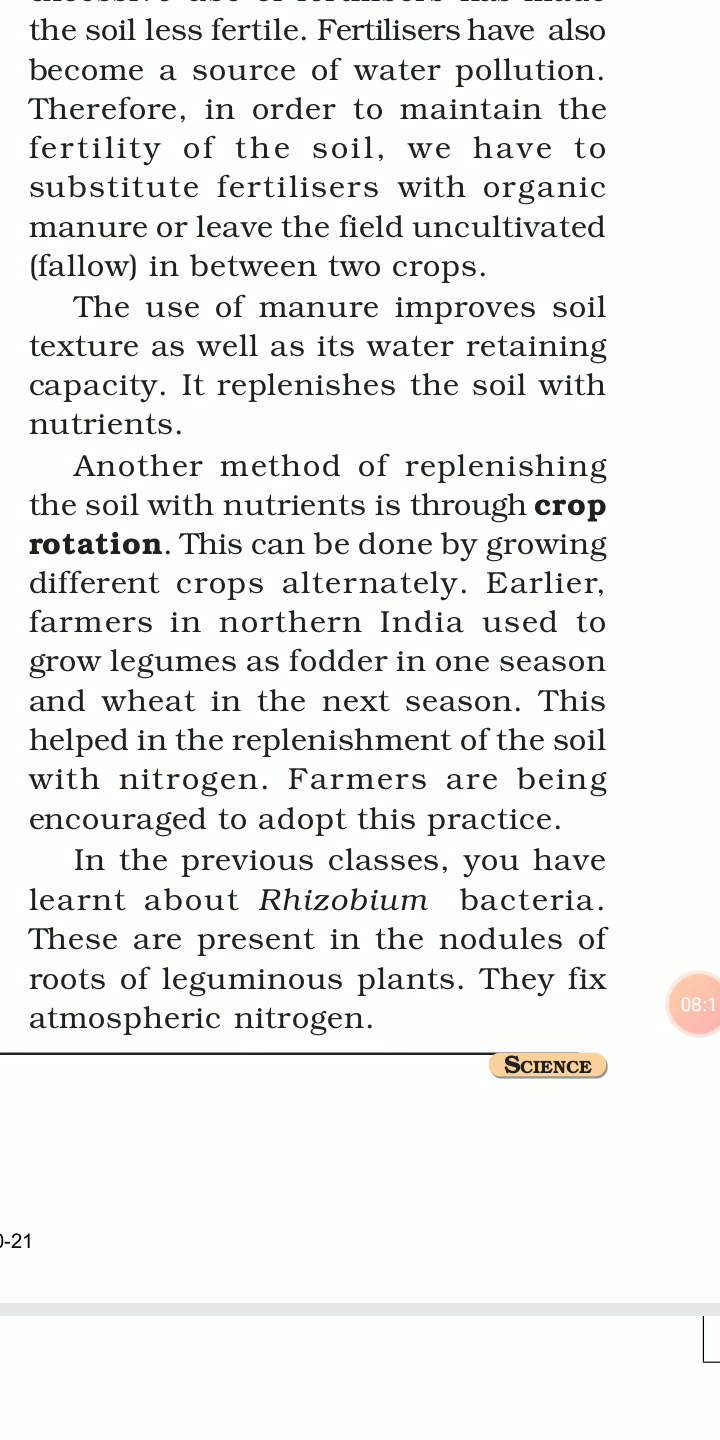 the soil less fertile. Fertilisers have also
become a source of water pollution.
Therefore, in order to maintain the
fertility of the soil, we have to
substitute fertilisers with organic
manure or leave the field uncultivated
(fallow) in between two crops.
The use of manure improves soil
texture as well as its water retaining
capacity. It replenishes the soil with
nutrients.
Another method of replenishing
the soil with nutrients is through crop
rotation. This can be done by growing
different crops alternately. Earlier,
farmers in northern India used to
grow legumes as fodder in one season
and wheat in the next season. This
helped in the replenishment of the soil
with nitrogen. Farmers are being
encouraged to adopt this practice.
In the previous classes, you have
learnt about Rhizobium bacteria.
These are present in the nodules of
roots of leguminous plants. They fix
atmospheric nitrogen.
08:1
SCIENCE
0-21